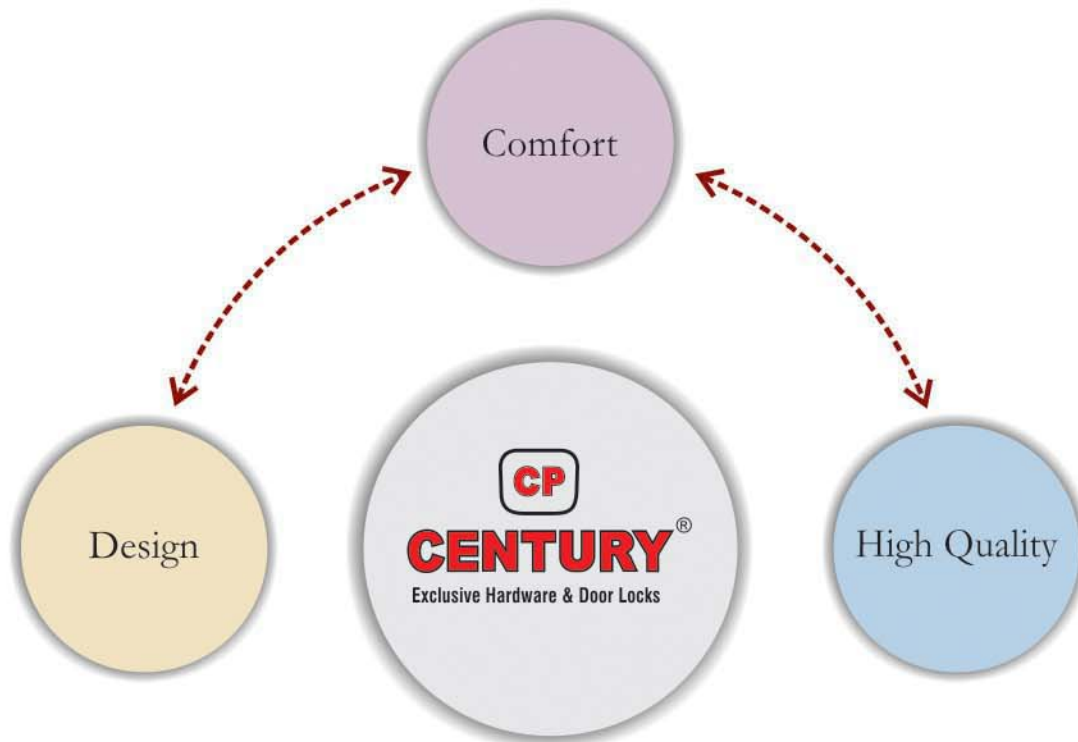 Comfort
Design
CP
CENTURY®
Exclusive Hardware & Door Locks
High Quality